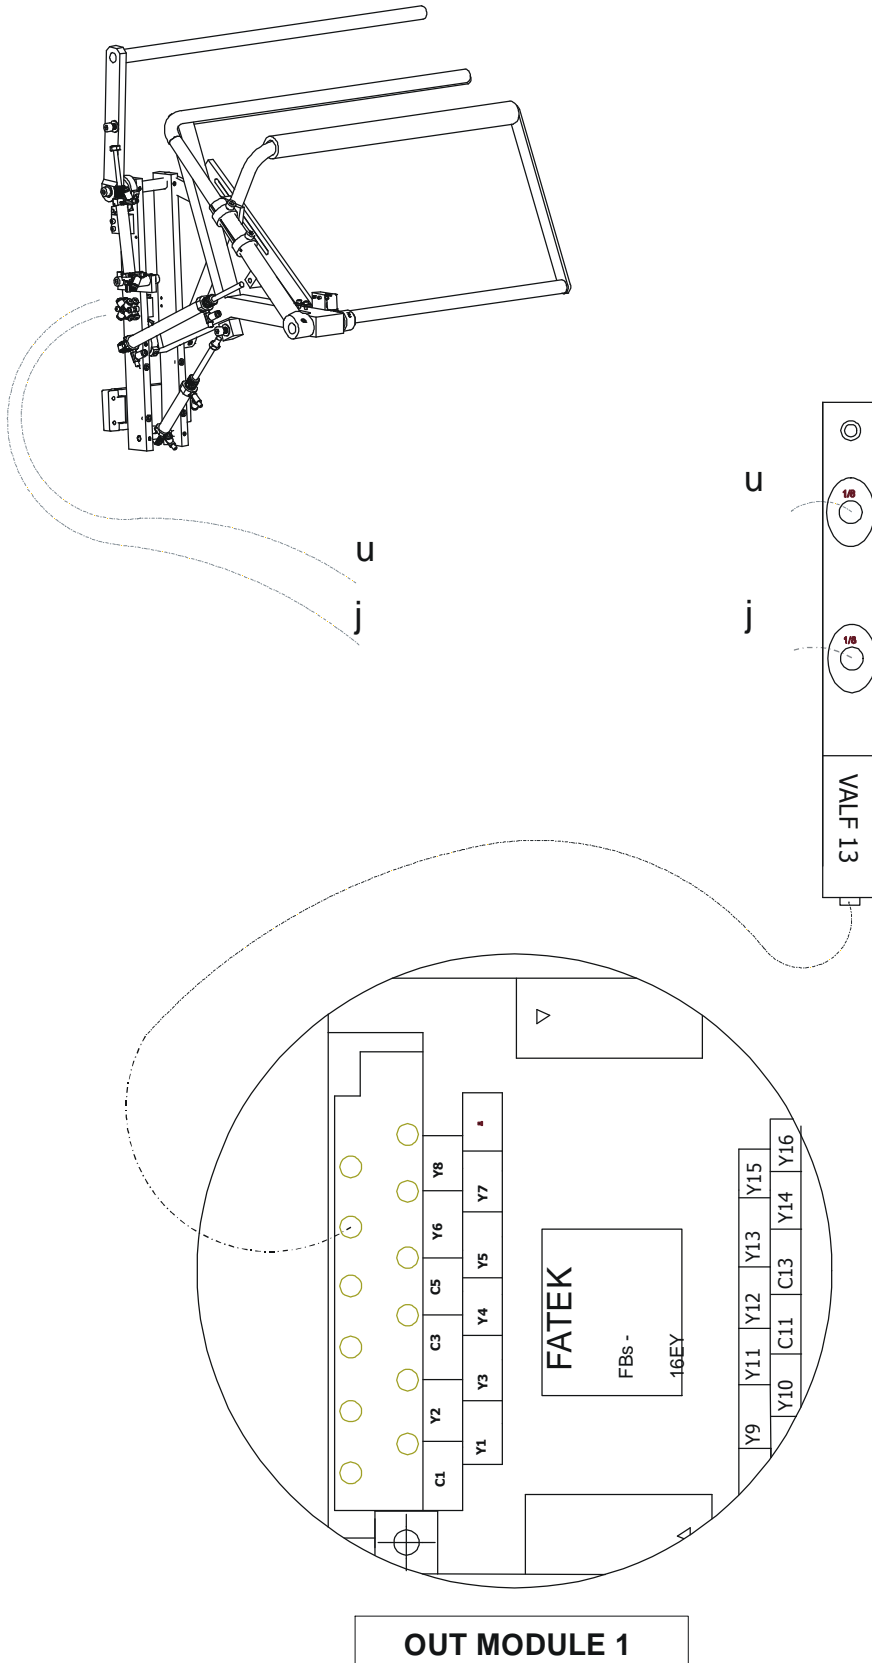 u
1/8
u
j
j
1/8
VALF 13
Y8
Y7
Y6
Y5
C5
Y4
C3
Y3
Y2
Y1
C1
FATEK
FBs -
16EY
Y16
Y15
Y14
Y13
C13
Y12
C11
Y11
Y10
Y9
OUT MODULE 1